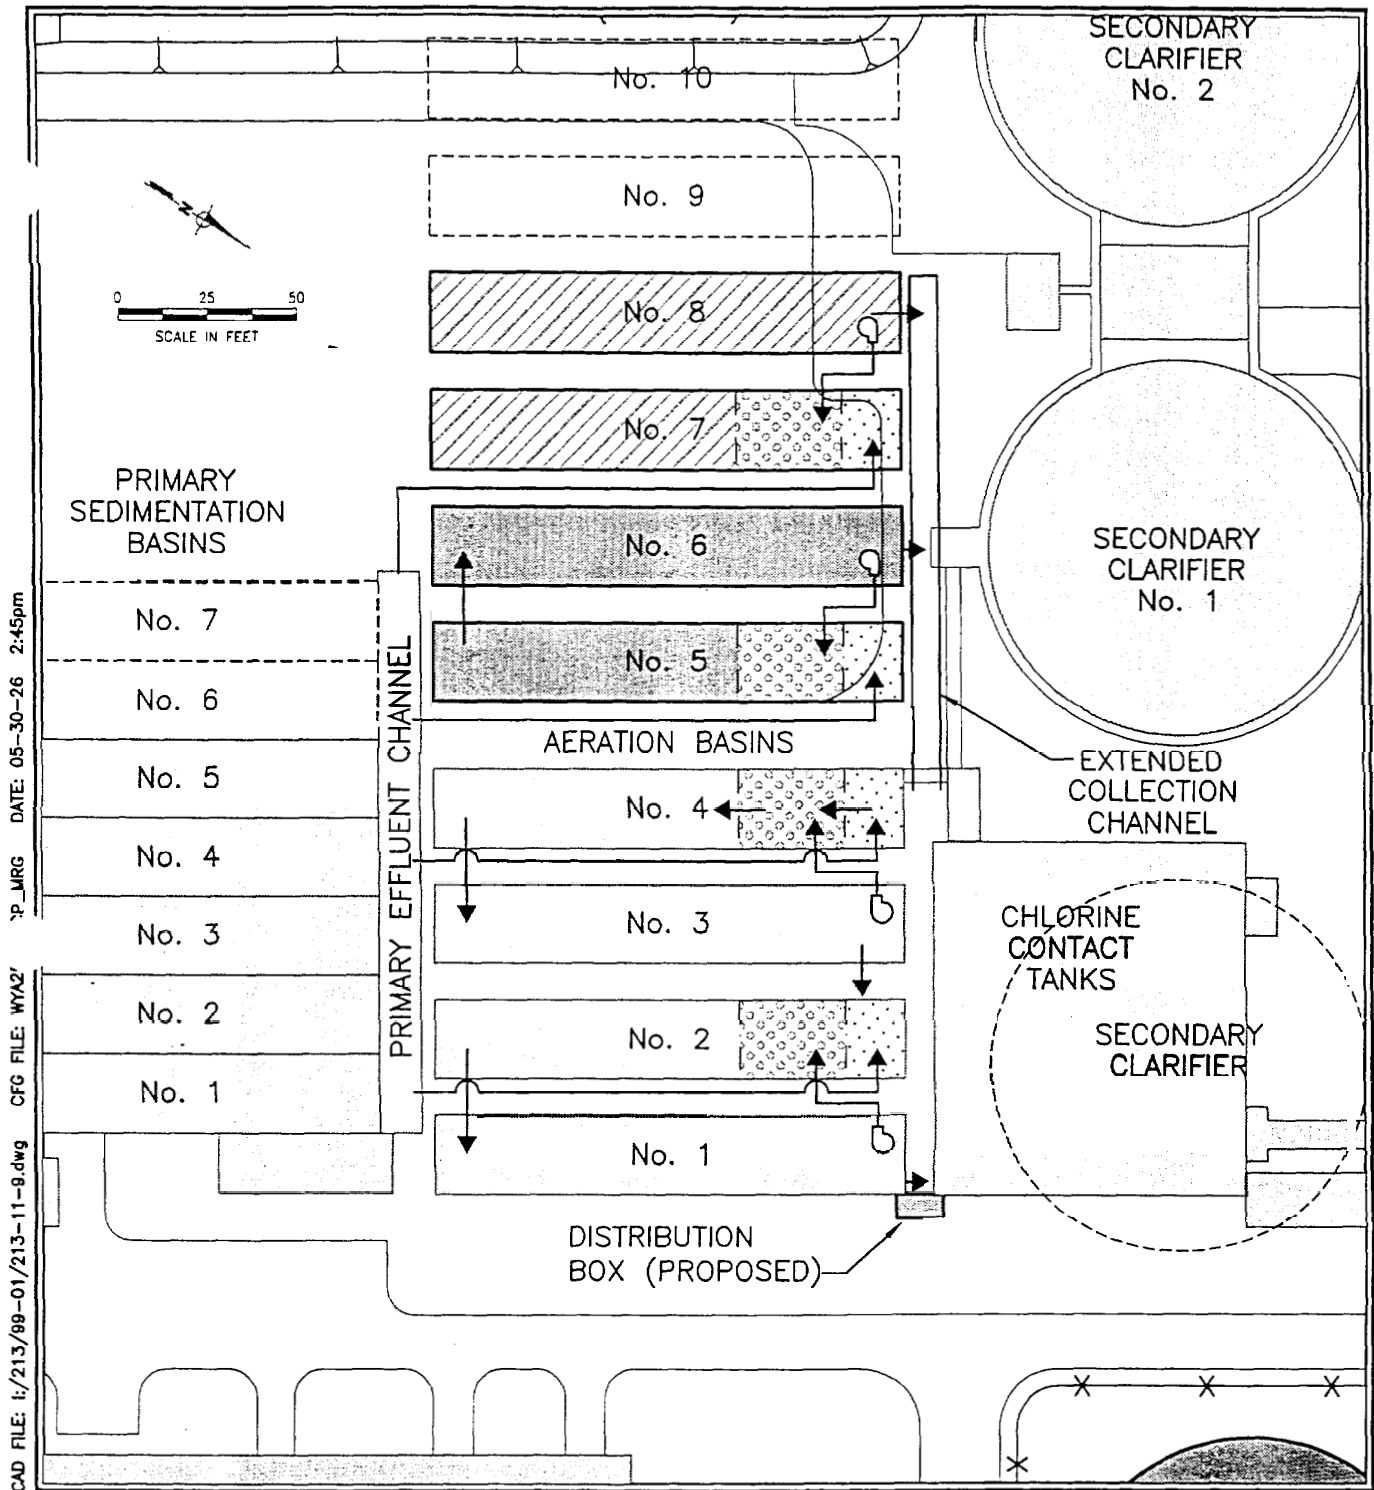 SECONDARY
CLARIFIER
No. 2
No. 10
No. 9
N
0 25 50
SCALE IN FEET
No. 8
No. 7
PRIMARY
SEDIMENTATION
BASINS
No. 6
No. 5
SECONDARY
CLARIFIER
No. 1
No. 7
No. 6
No. 5
No. 4
No. 3
No. 2
No. 1
PRIMARY EFFLUENT CHANNEL
AERATION BASINS
No. 4
No. 3
No. 2
No. 1
EXTENDED
COLLECTION
CHANNEL
CHLORINE
CONTACT
TANKS
SECONDARY
CLARIFIER
DISTRIBUTION
BOX (PROPOSED)
CAD FILE: I:/213/99-01/213-11-9.dwg CFG FILE: P_MRG DATE: 05-30-26 2:45pm